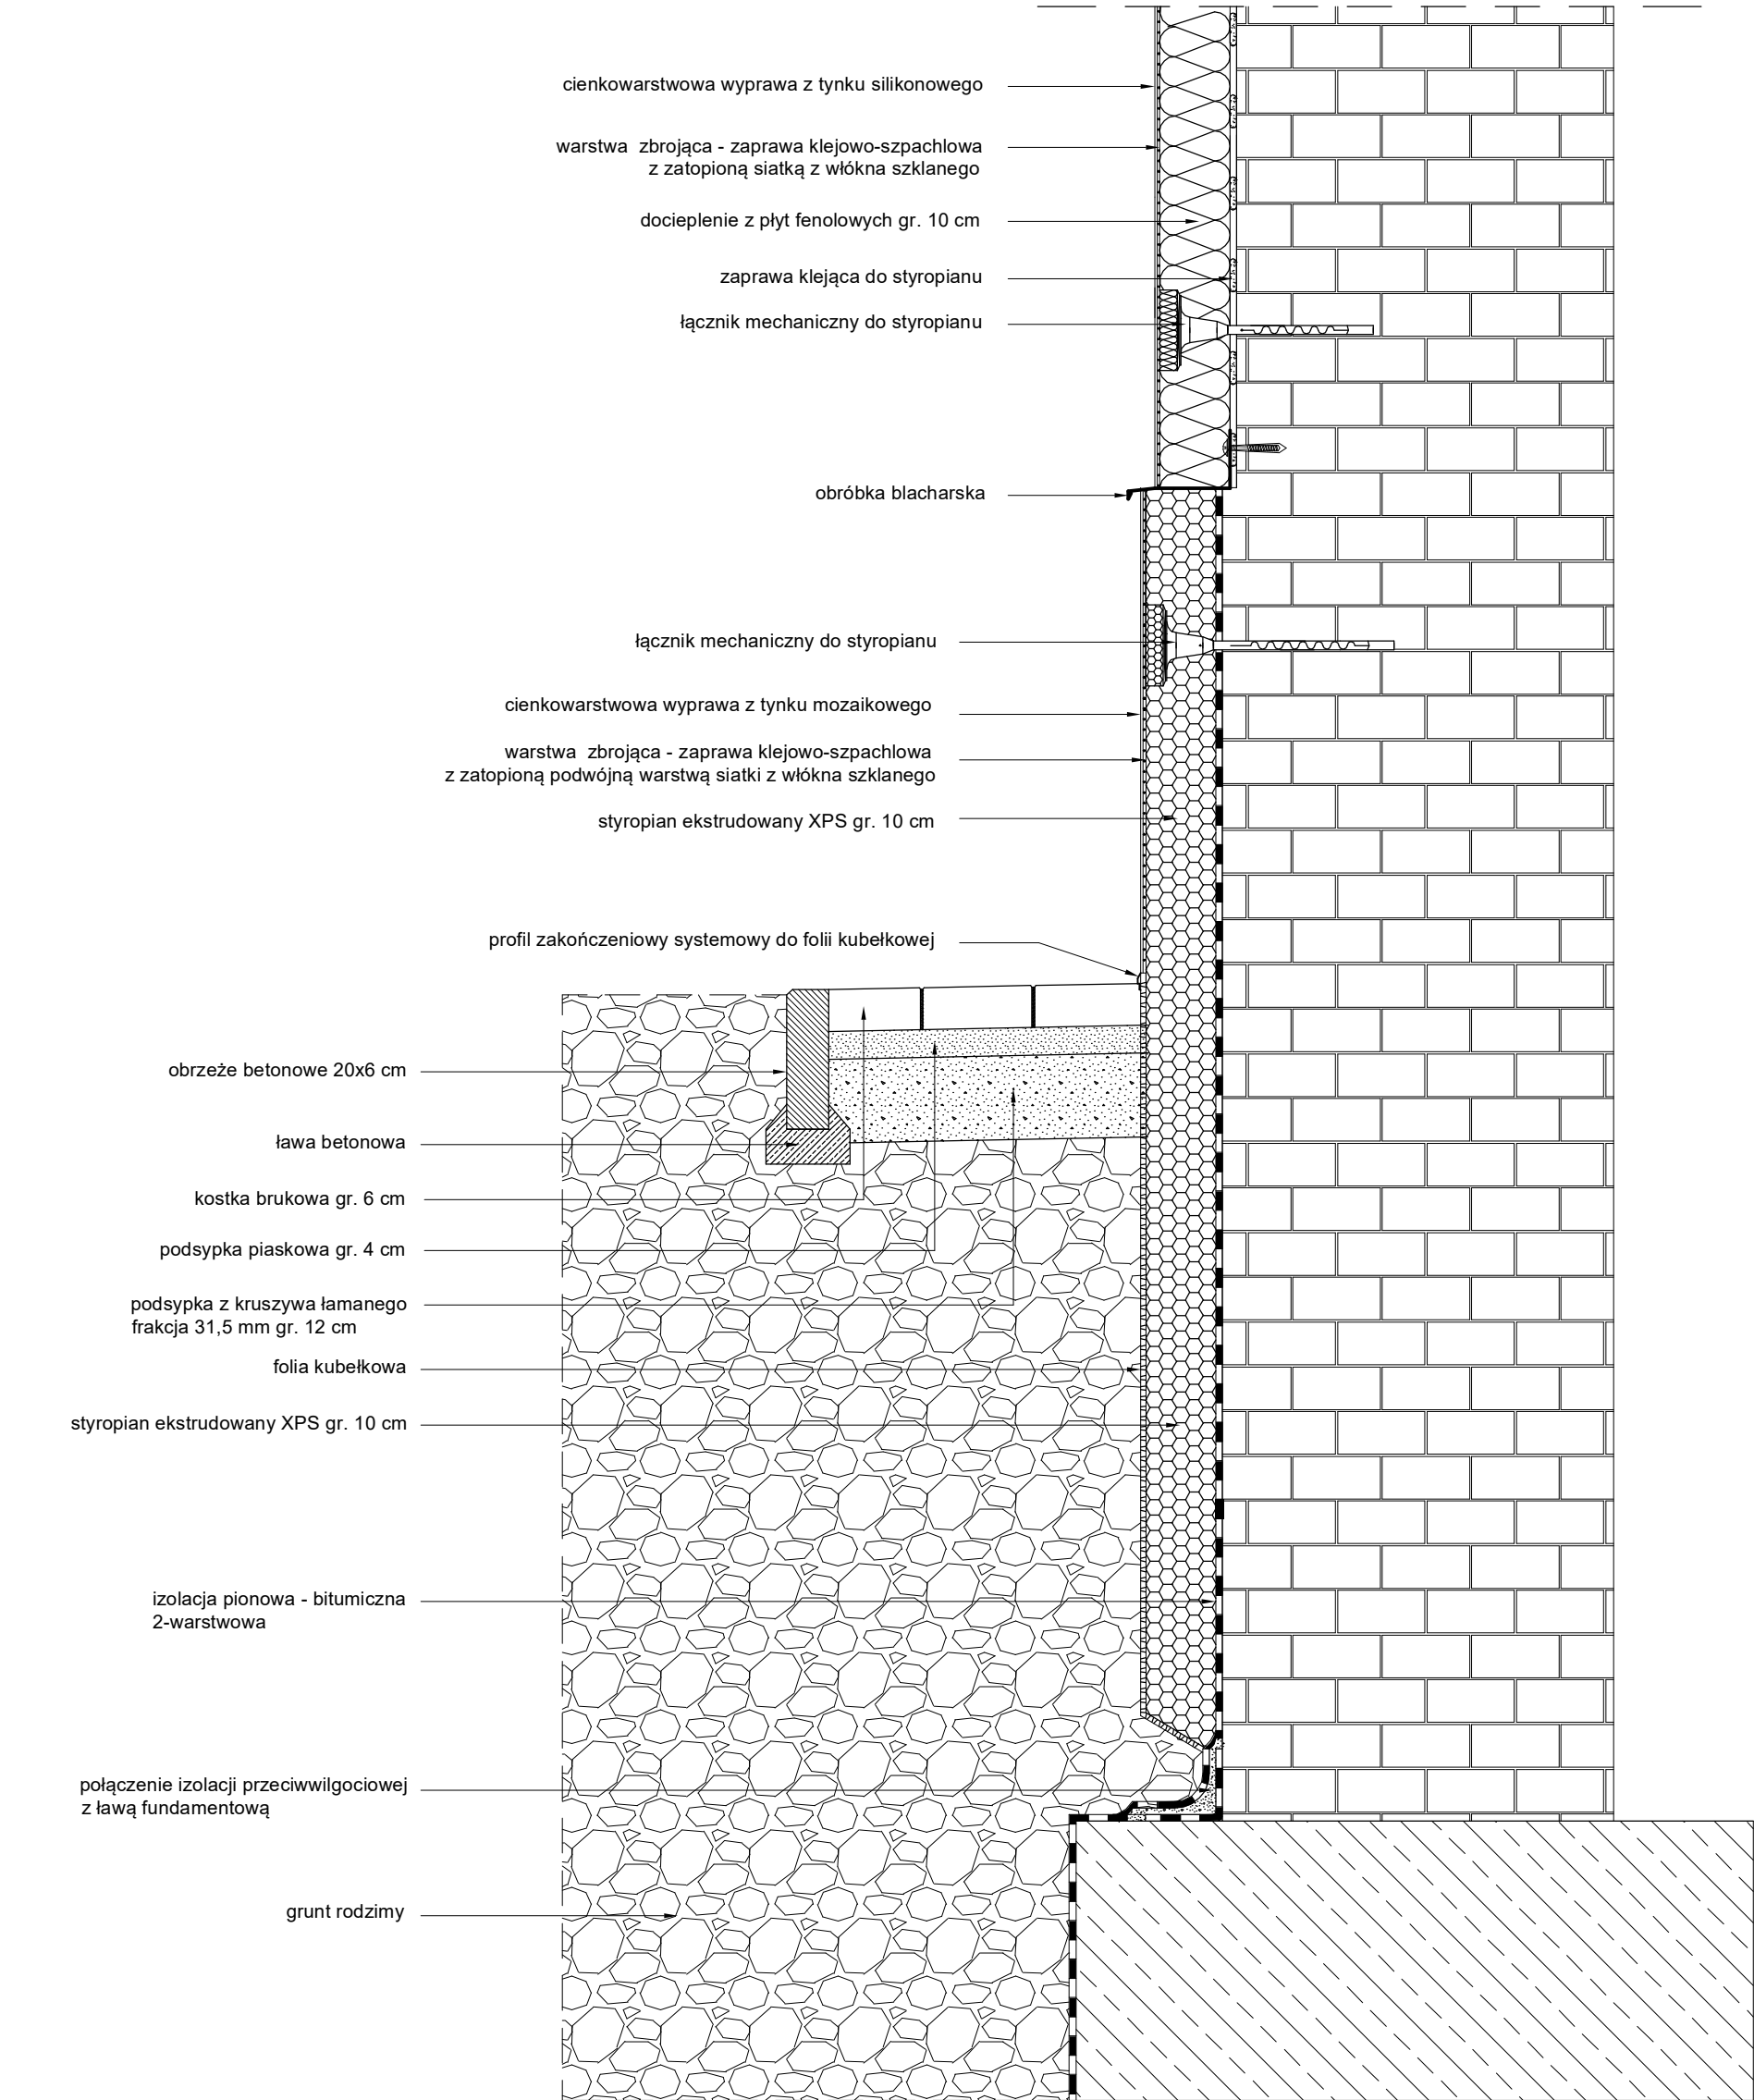 cienkowarstwowa wyprawa z tynku silikonowego
warstwa zbrojąca - zaprawa klejowo-szpachlowa
z zatopioną siatką z włókna szklanego
docieplenie z płyt fenolowych gr. 10 cm
zaprawa klejąca do styropianu
łącznik mechaniczny do styropianu
obróbka blacharska
łącznik mechaniczny do styropianu
cienkowarstwowa wyprawa z tynku mozaikowego
warstwa zbrojąca - zaprawa klejowo-szpachlowa
z zatopioną podwójną warstwą siatki z włókna szklanego
styropian ekstrudowany XPS gr. 10 cm
profil zakończeniowy systemowy do folii kubełkowej
obrzeże betonowe 20x6 cm
ława betonowa
kostka brukowa gr. 6 cm
podsypka piaskowa gr. 4 cm
podsypka z kruszywa łamanego
frakcja 31,5 mm gr. 12 cm
folia kubełkowa
styropian ekstrudowany XPS gr. 10 cm
izolacja pionowa - bitumiczna
2-warstwowa
połączenie izolacji przeciwwilgociowej
z ławą fundamentową
grunt rodzimy